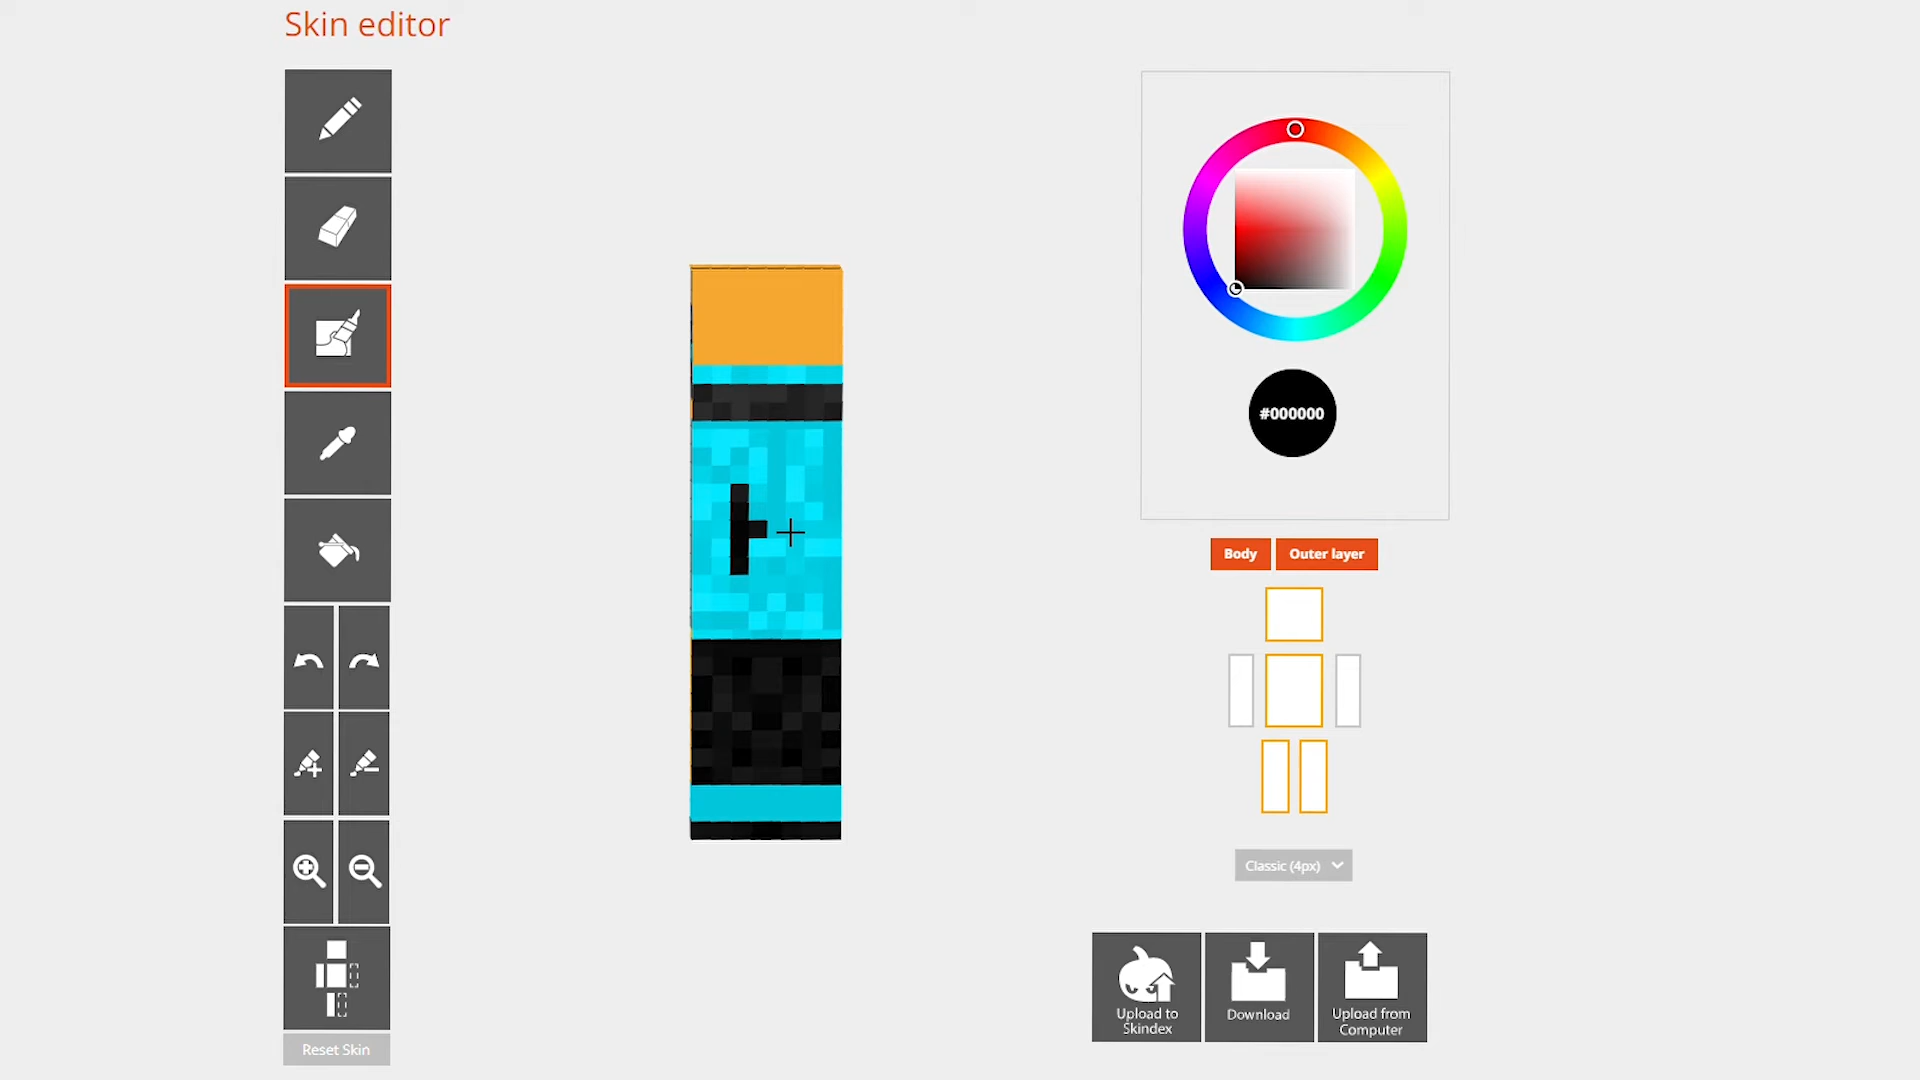 Skin editor
#000000
Body
Outer layer
Classic (4px)
Upload to
Skindex
Download
Upload from
Computer
Reset Skin